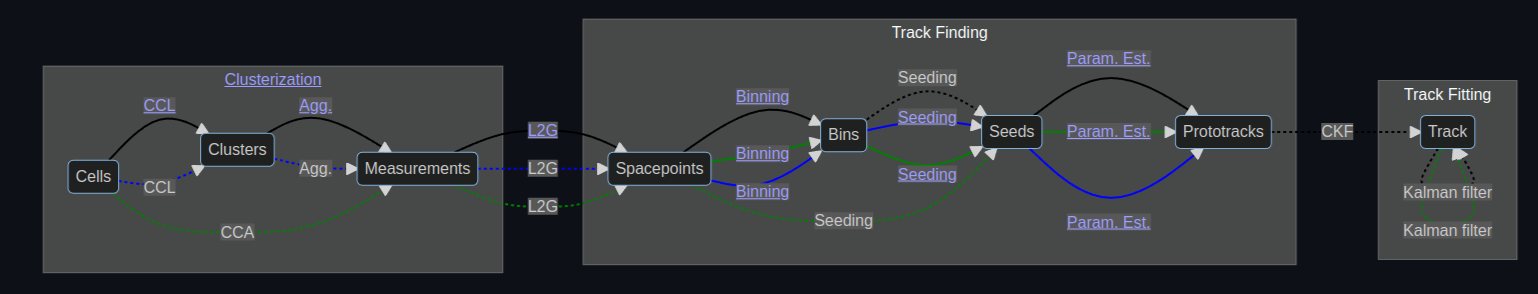 Clusterization
CCL
Agg.
Cells
Clusters
Measurements
CCL
Agg.
CCA
L2G
L2G
L2G
Track Finding
Spacepoints
Binning
Binning
Binning
Bins
Seeding
Seeding
Seeding
Seeding
Seeds
Param. Est.
Param. Est.
Param. Est.
Prototracks
CKF
Track Fitting
Track
Kalman filter
Kalman filter